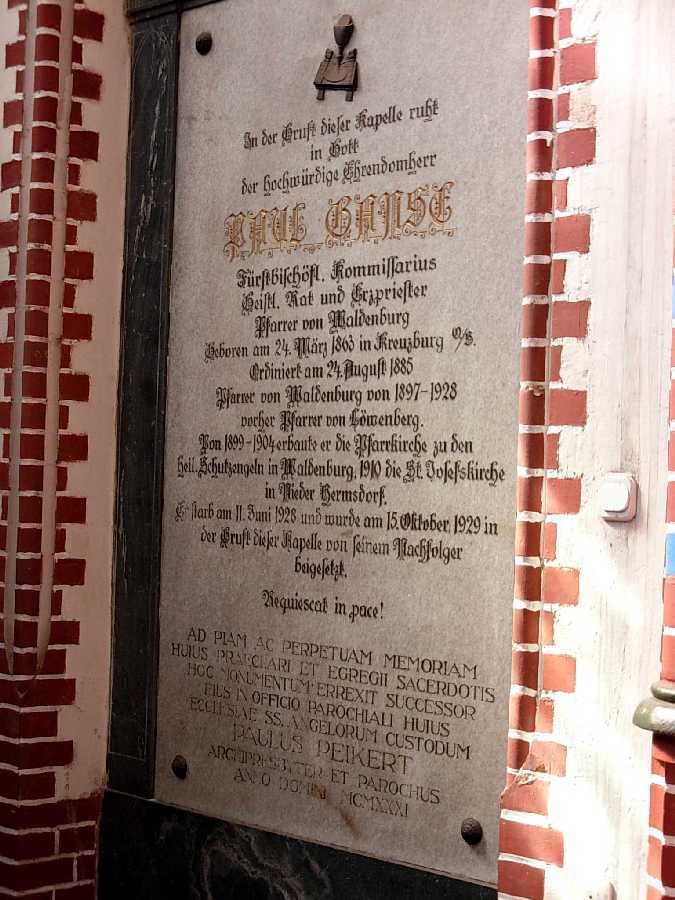 In der Gruft dieser Kapelle ruht
in Gott
der hochwürdige Ehrendomherr
PAUL GANSE
Fürstbischöfl. Kommissarius
Geistl. Rat und Erzpriester
Pfarrer von Waldenburg
Geboren am 24. März 1863 in Kreuzburg O/S.
Ordiniert am 24. August 1885
Pfarrer von Waldenburg von 1897-1928
vorher Pfarrer von Löwenberg.
Von 1899-1904 erbaute er die Pfarrkirche zu den
heil. Schutzengeln in Waldenburg, 1910 die St. Josefskirche
in Nieder Hermsdorf.
Er starb am 11. Juni 1928 und wurde am 15. Oktober 1929 in
der Gruft dieser Kapelle von seinem Nachfolger
beigesetzt.
Requiescat in pace!
AD PIAM AC PERPETUAM MEMORIAM
HUIUS PRAECLARI ET EGREGII SACERDOTIS
HOC MONUMENTUM ERREXIT SUCCESSOR
EIUS IN OFFICIO PAROCHIALI HUIUS
ECCLESIAE SS. ANGELORUM CUSTODUM
PAULUS PEIKERT
ARCHIPRESBYTER ET PAROCHUS
ANNO DOMINI MCMXXXI